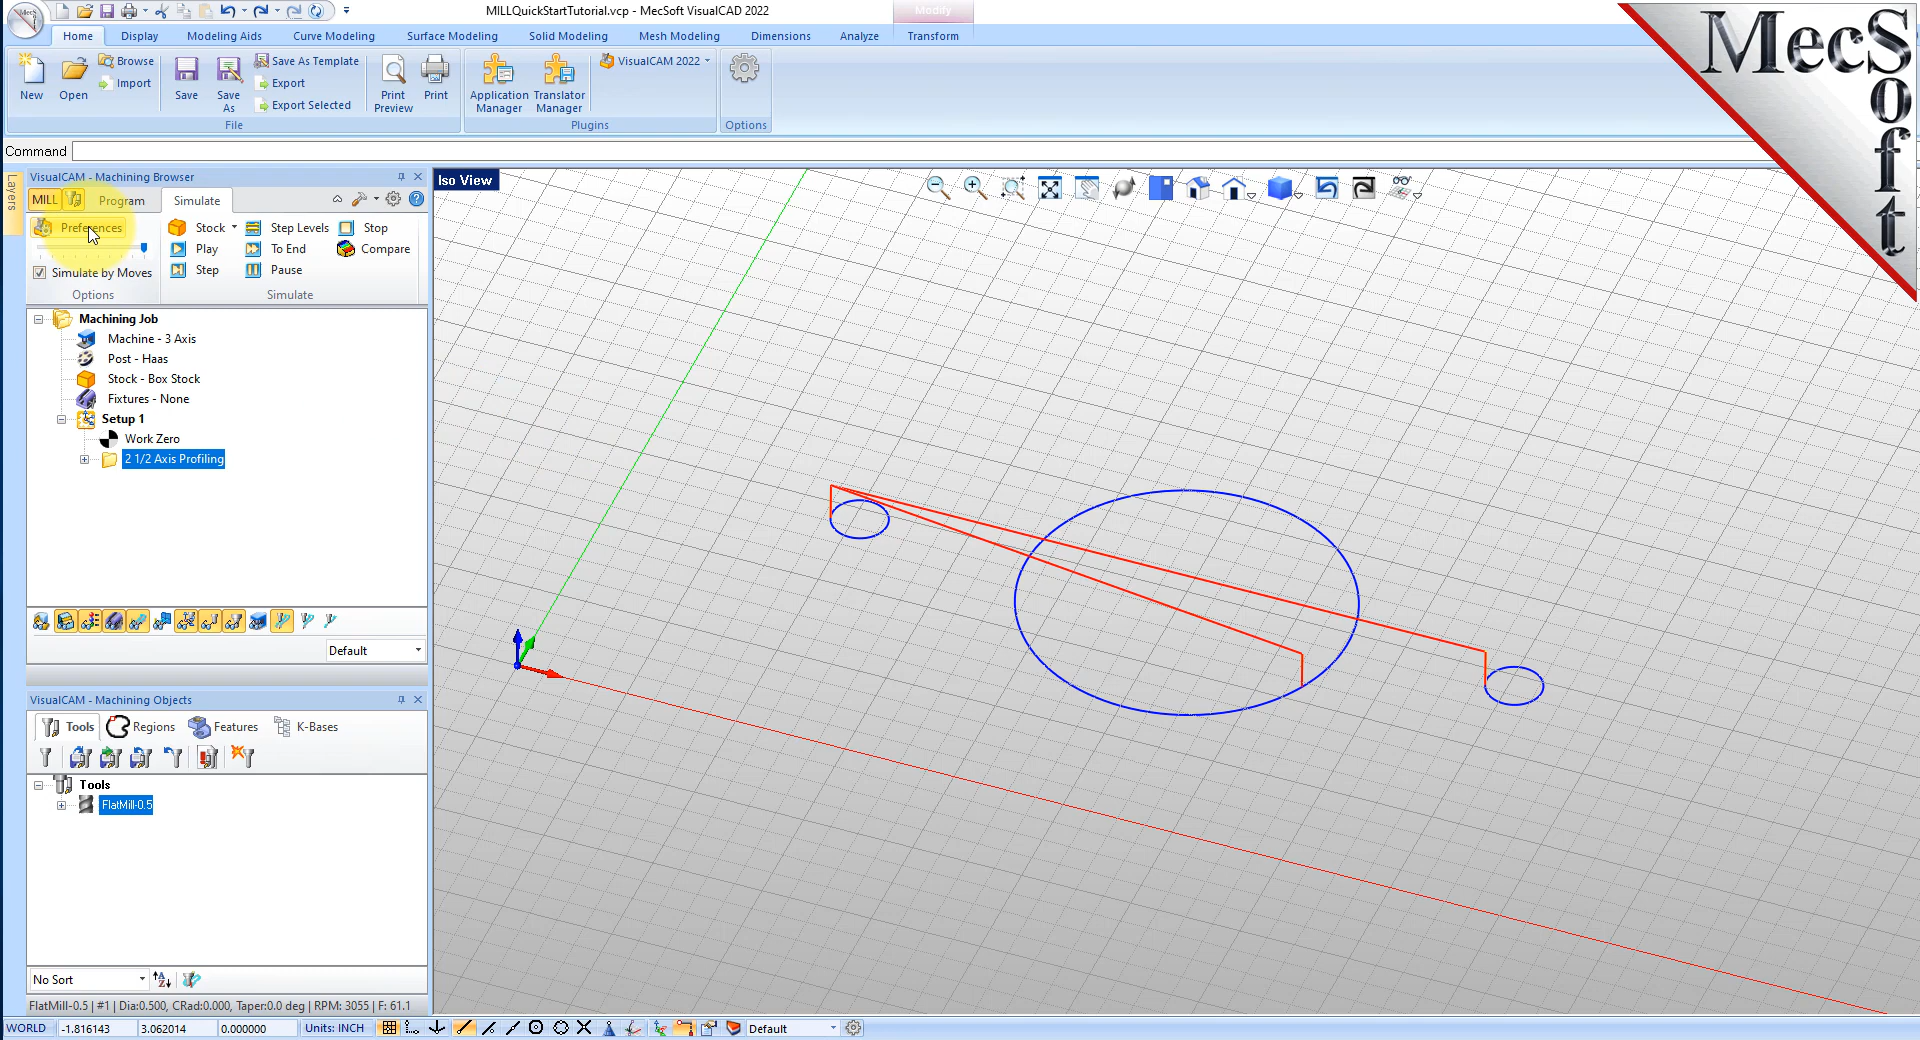 MILLQuickStartTutorial.vcp - MecSoft VisualCAD 2022
Modify
Home Display Modeling Aids Curve Modeling Surface Modeling Solid Modeling Mesh Modeling Dimensions Analyze Transform
New Open Browse Import Save Save As Save As Template Export Export Selected Print Preview Print Application Manager Translator Manager VisualCAM 2022
File Plugins Options
Command
Layers
VisualCAM - Machining Browser
MILL Program Simulate
Preferences Stock Step Levels Stop
Play To End Compare
Simulate by Moves Step Pause
Options Simulate
Machining Job
Machine - 3 Axis
Post - Haas
Stock - Box Stock
Fixtures - None
Setup 1
Work Zero
2 1/2 Axis Profiling
Default
VisualCAM - Machining Objects
Tools Regions Features K-Bases
Tools
FlatMill-0.5
No Sort
FlatMill-0.5 | #1 | Dia:0.500, CRad:0.000, Taper:0.0 deg | RPM: 3055 | F: 61.1
WORLD -1.816143 3.062014 0.000000 Units: INCH Default
Iso View
MecSoft